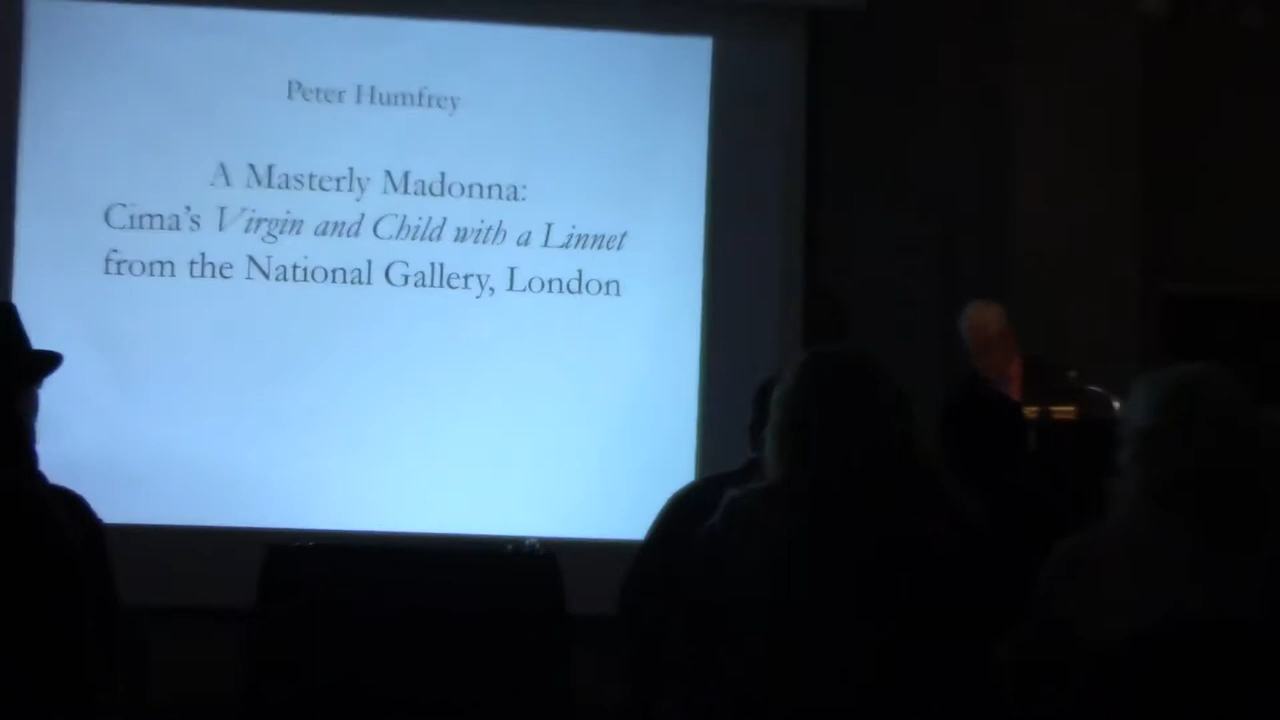 Peter Humfrey
A Masterly Madonna:
Cima's Virgin and Child with a Linnet
from the National Gallery, London